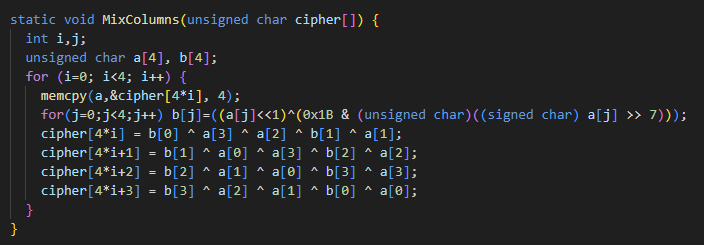 static void MixColumns(unsigned char cipher[]) {
  int i,j;
  unsigned char a[4], b[4];
  for (i=0; i<4; i++) {
    memcpy(a,&cipher[4*i], 4);
    for(j=0;j<4;j++) b[j]=((a[j]<<1)^(0x1B & (unsigned char)((signed char) a[j] >> 7)));
    cipher[4*i] = b[0] ^ a[3] ^ a[2] ^ b[1] ^ a[1];
    cipher[4*i+1] = b[1] ^ a[0] ^ a[3] ^ b[2] ^ a[2];
    cipher[4*i+2] = b[2] ^ a[1] ^ a[0] ^ b[3] ^ a[3];
    cipher[4*i+3] = b[3] ^ a[2] ^ a[1] ^ b[0] ^ a[0];
  }
}